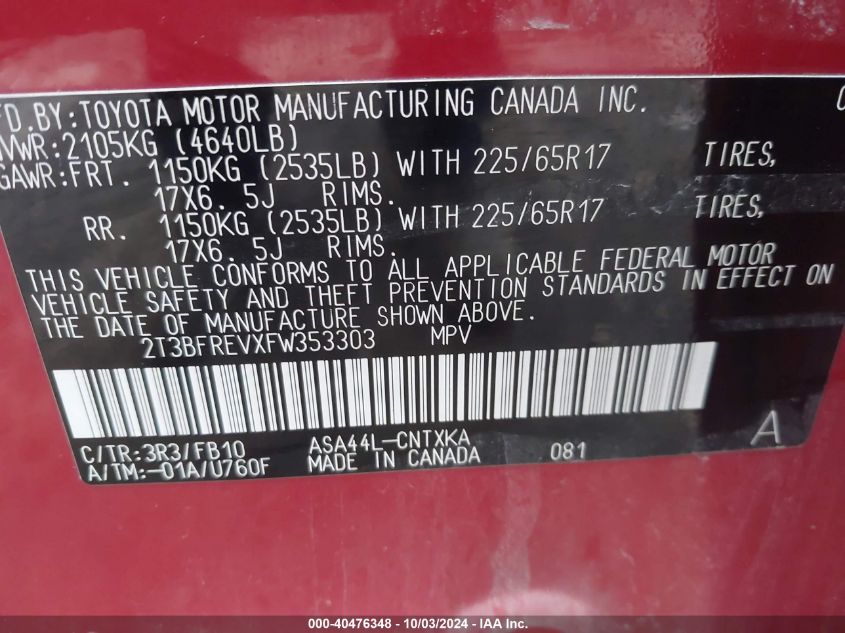 FD.BY:TOYOTA MOTOR MANUFACTURING CANADA INC. C
VWR:2105KG (4640LB)
GAWR:FRT. 1150KG (2535LB) WITH 225/65R17 TIRES,
17X6. 5J RIMS.
RR. 1150KG (2535LB) WITH 225/65R17 TIRES,
17X6. 5J RIMS.
THIS VEHICLE CONFORMS TO ALL APPLICABLE FEDERAL MOTOR
VEHICLE SAFETY AND THEFT PREVENTION STANDARDS IN EFFECT ON
THE DATE OF MANUFACTURE SHOWN ABOVE.
2T3BFREVXFW353303 MPV
C/TR:3R3/FB10 ASA44L-CNTXKA A
A/TM:-01A/U760F MADE IN CANADA 081
000-40476348 - 10/03/2024 - IAA Inc.